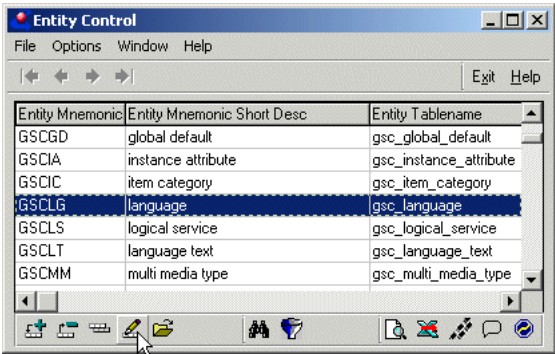 Entity Control
File Options Window Help
Exit Help
Entity Mnemonic Entity Mnemonic Short Desc Entity Tablename
GSCGD global default gsc_global_default
GSCIA instance attribute gsc_instance_attribute
GSCIC item category gsc_item_category
GSCLG language gsc_language
GSCLS logical service gsc_logical_service
GSCLT language text gsc_language_text
GSCMM multi media type gsc_multi_media_type